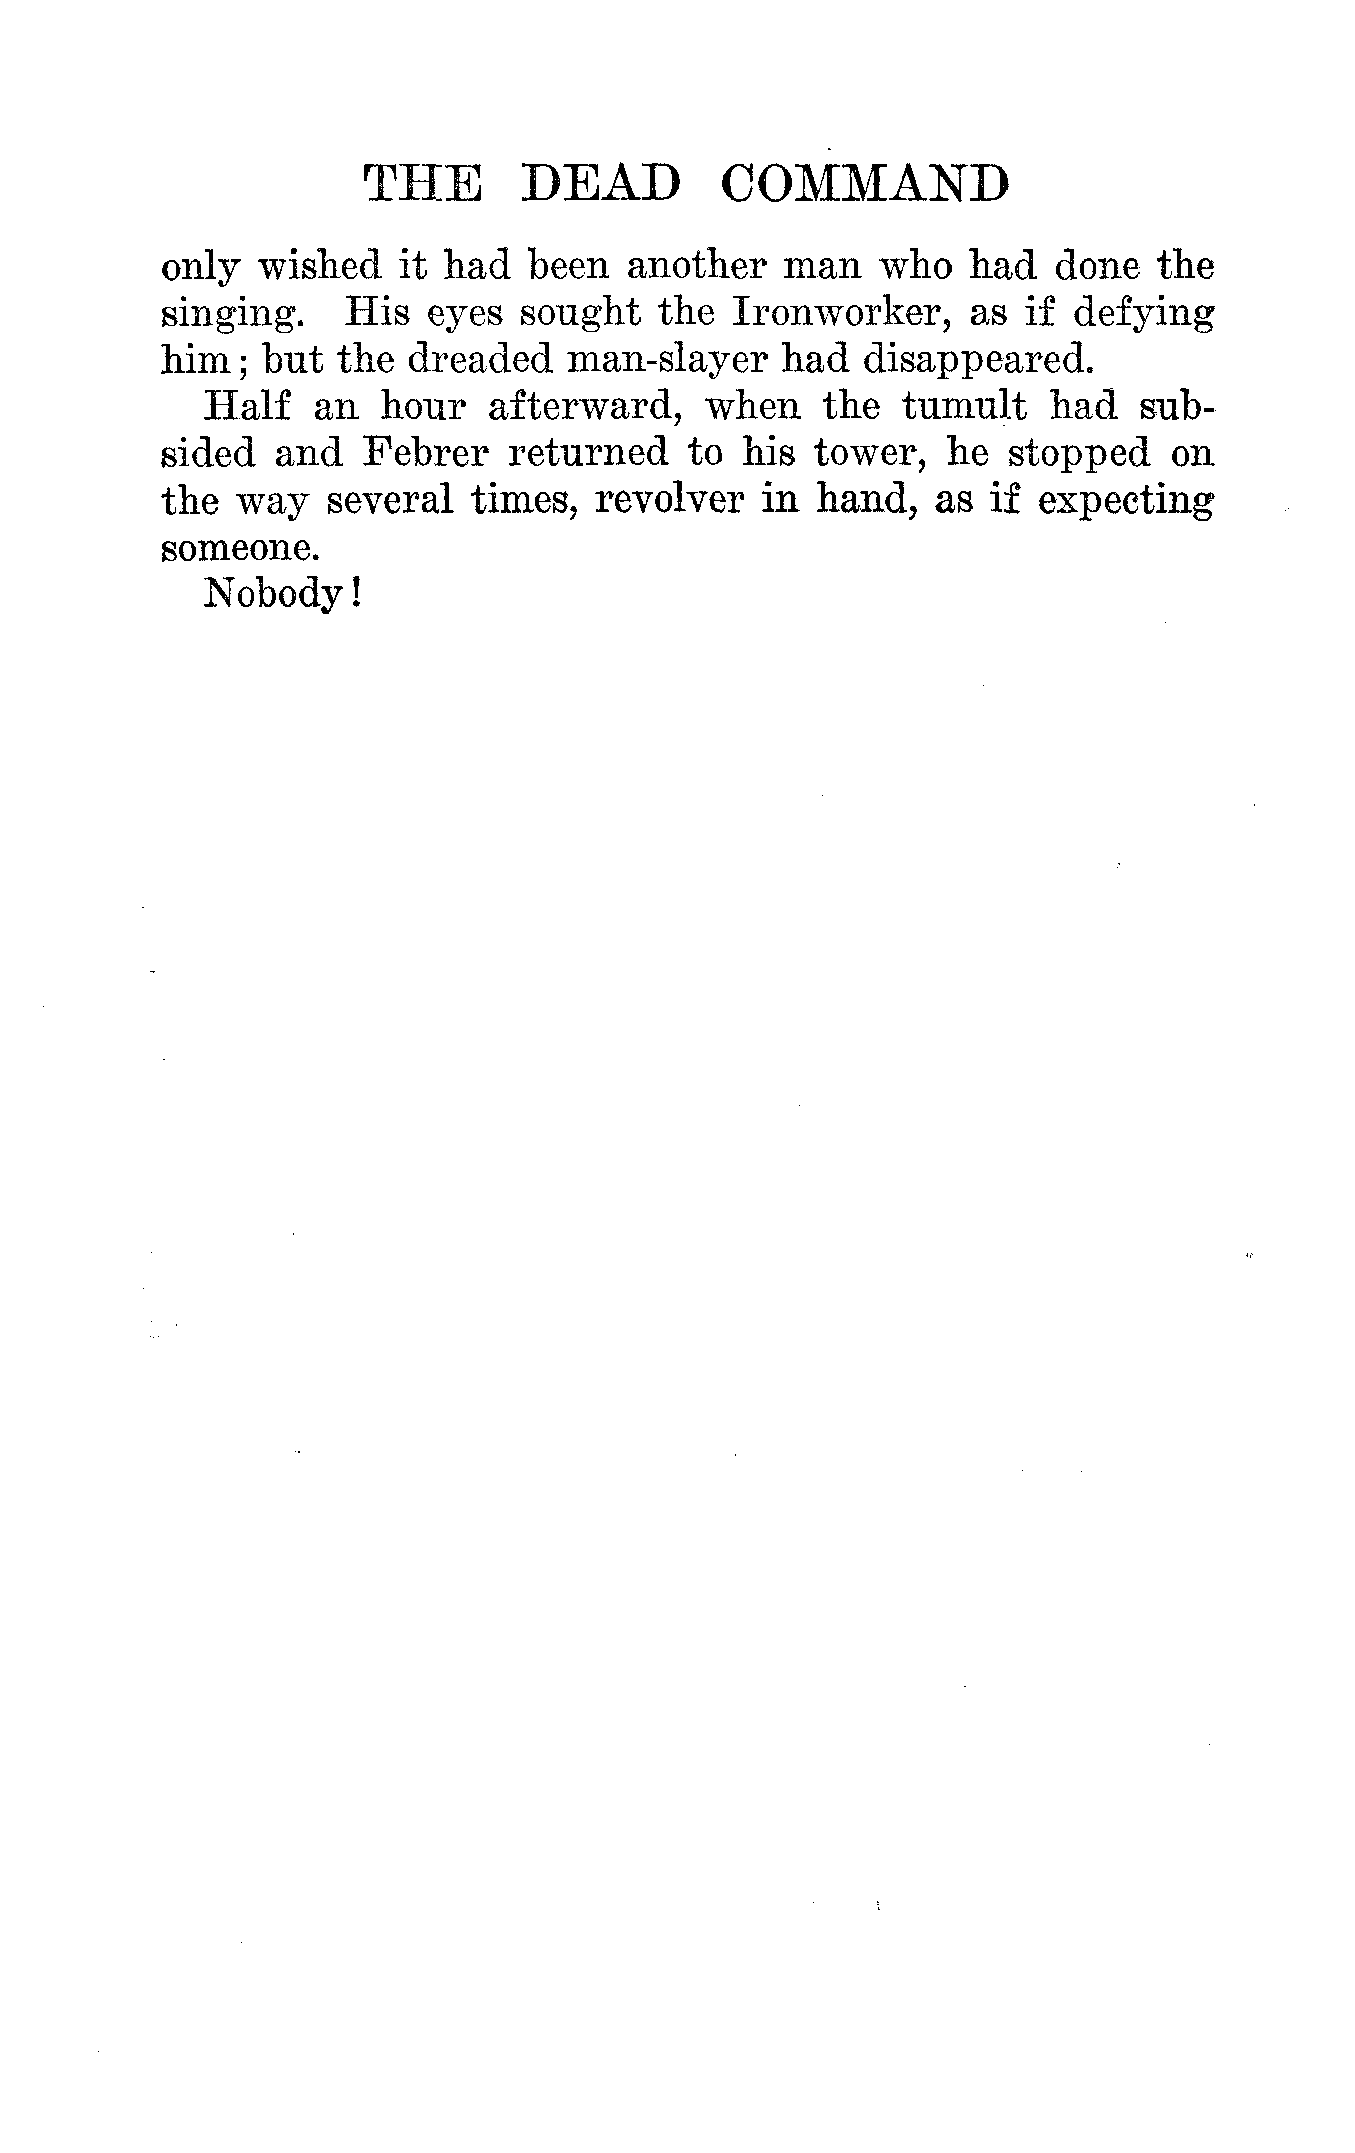 THE DEAD COMMAND
only wished it had been another man who had done the
singing. His eyes sought the Ironworker, as if defying
him; but the dreaded man-slayer had disappeared.
Half an hour afterward, when the tumult had sub-
sided and Febrer returned to his tower, he stopped on
the way several times, revolver in hand, as if expecting
someone.
Nobody!